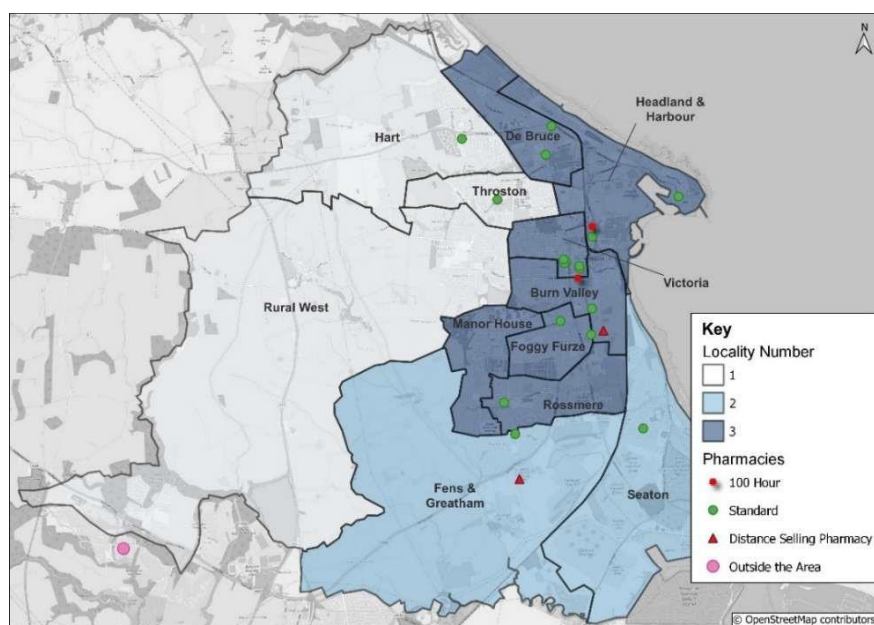 N
Headland &
Harbour
Hart
De Bruce
Throston
Victoria
Rural West
Burn Valley
Manor House
Foggy Furze
Rossmere
Fens &
Greatham
Seaton
Key
Locality Number
1
2
3
Pharmacies
100 Hour
Standard
Distance Selling Pharmacy
Outside the Area
© OpenStreetMap contributors